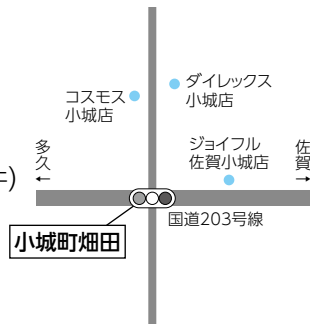 ダイレックス
小城店
コスモス
小城店
ジョイフル
佐賀小城店
多久
←
佐賀
→
国道203号線
小城町畑田